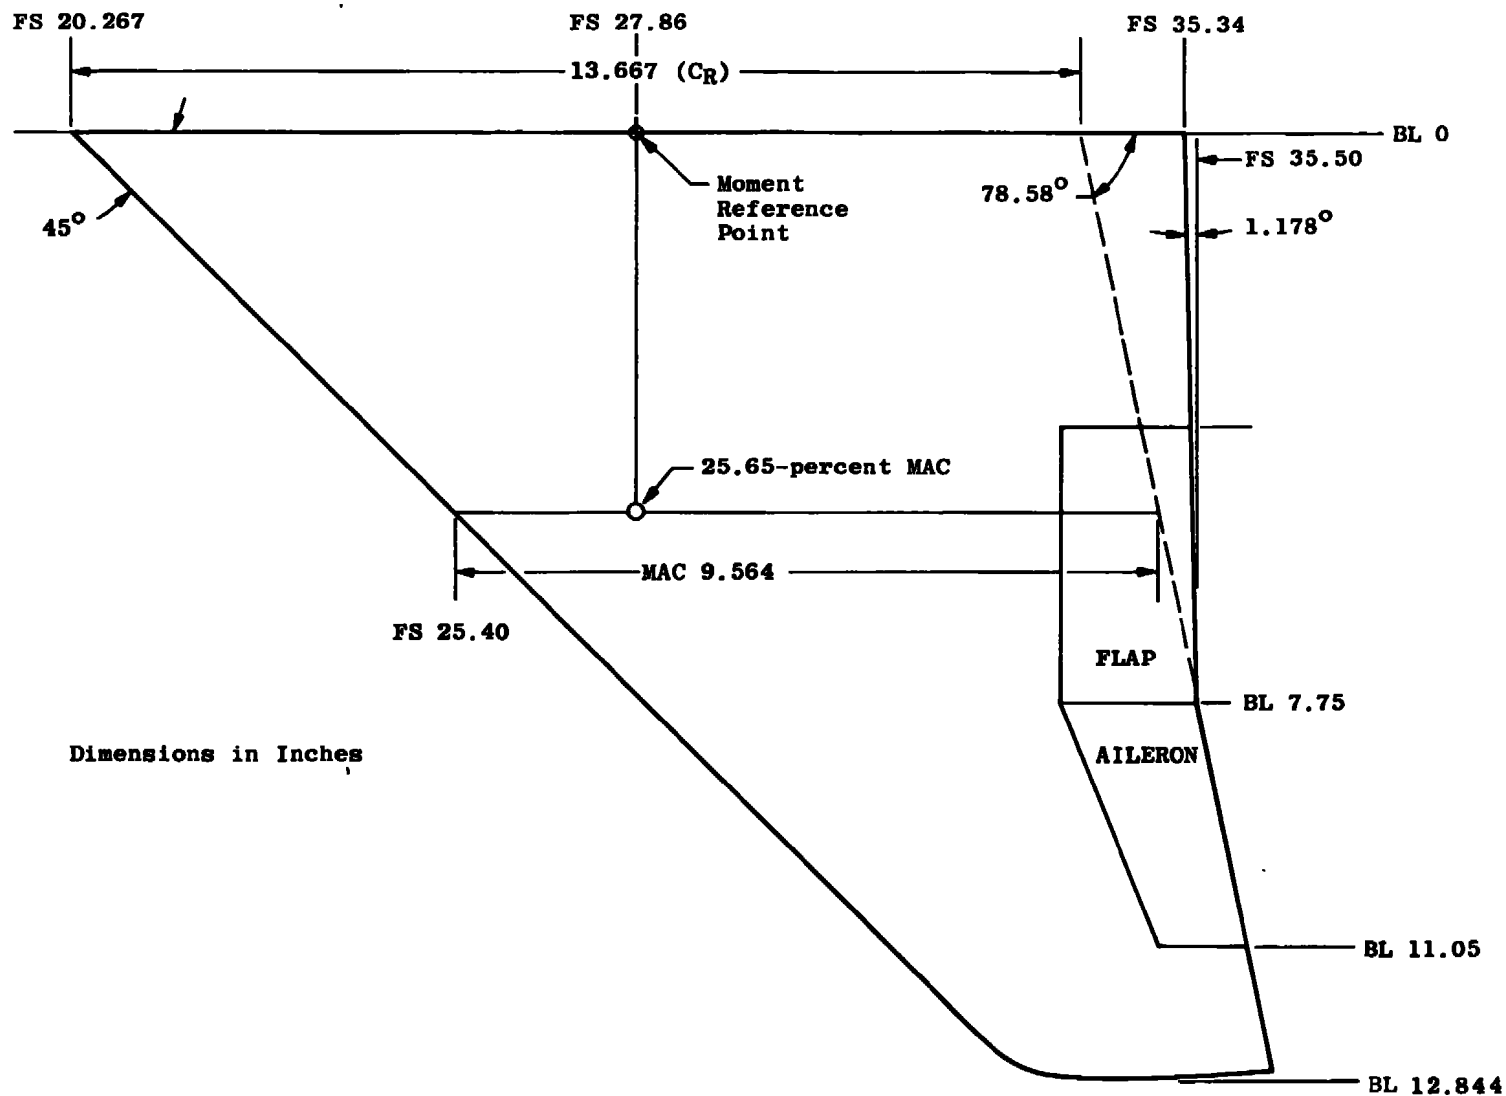 FS 20.267
FS 27.86
FS 35.34
13.667 (CR)
BL 0
FS 35.50
Moment
Reference
Point
78.58°
45°
1.178°
25.65-percent MAC
MAC 9.564
FS 25.40
FLAP
BL 7.75
Dimensions in Inches
AILERON
BL 11.05
BL 12.844